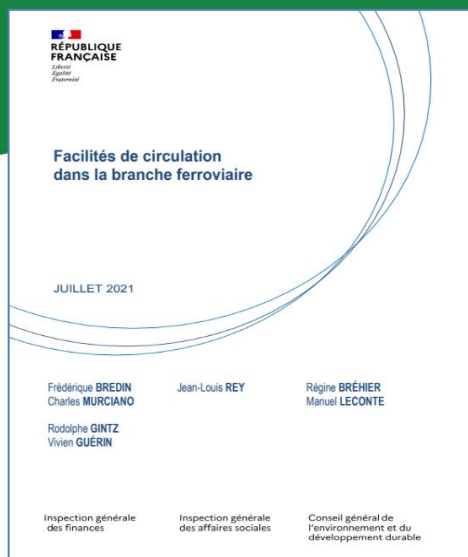 RÉPUBLIQUE
FRANÇAISE
Liberté
Égalité
Fraternité
Facilités de circulation
dans la branche ferroviaire
JUILLET 2021
Frédérique BREDIN
Charles MURCIANO
Rodolphe GINTZ
Vivien GUÉRIN
Jean-Louis REY
Régine BRÉHIER
Manuel LECONTE
Inspection générale
des finances
Inspection générale
des affaires sociales
Conseil général de
l'environnement et du
développement durable